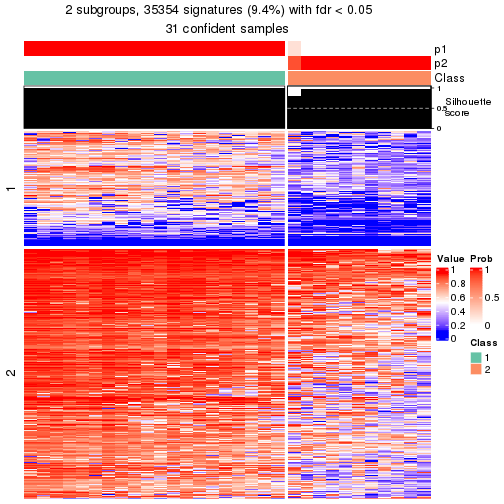 2 subgroups, 35354 signatures (9.4%) with fdr < 0.05
31 confident samples
p1
p2
Class
1
0.5
0
Silhouette
score
1
2
Value
1
0.8
0.6
0.4
0.2
0
Prob
1
0.5
0
Class
1
2